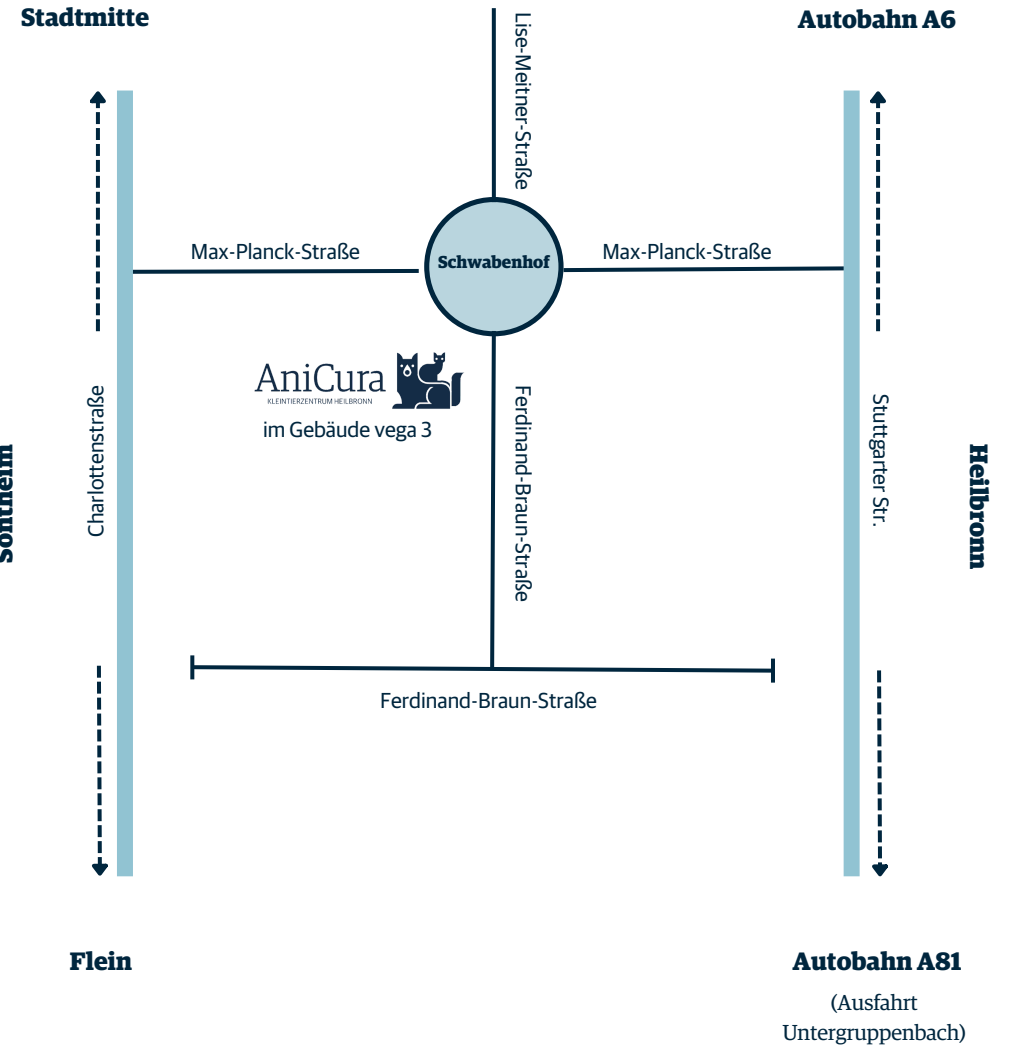 Stadtmitte
Autobahn A6
Lise-Meitner-Straße
Max-Planck-Straße
Schwabenhof
Max-Planck-Straße
AniCura
KLEINTIERZENTRUM HEILBRONN
im Gebäude vega 3
Charlottenstraße
Sontheim
Ferdinand-Braun-Straße
Stuttgarter Str.
Heilbronn
Ferdinand-Braun-Straße
Flein
Autobahn A81
(Ausfahrt
Untergruppenbach)